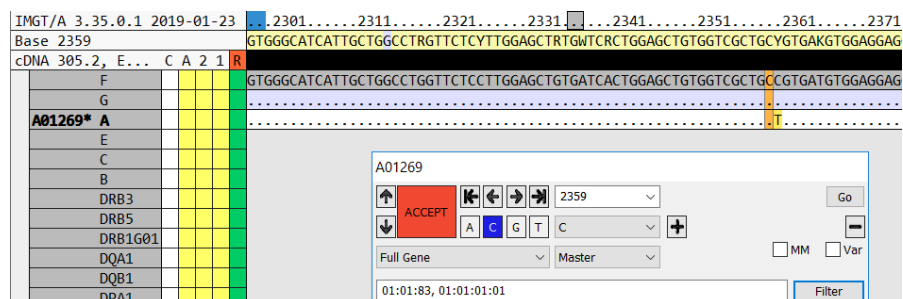 IMGT/A 3.35.0.1 2019-01-23 ...2301......2311......2321......2331......2341......2351......2361......2371
Base 2359 GTGGGCATCATTGCTGGCCTRGTTCTCYTTGGAGCTRTGWTCRCTGGAGCTGTGGTCGCTGCYGTGAKGTGGAGGAG
cDNA 305.2, E... C A 2 1 R
F GTGGGCATCATTGCTGGCCTGGTTCTCCTTGGAGCTGTGATCACTGGAGCTGTGGTCGCTGCCGTGATGTGGAGGAG
G
A01269* A T
E
C
B
DRB3
DRB5
DRB1G01
DQA1
DQB1
DPA1
A01269
ACCEPT 2359 Go
A C G T C
Full Gene Master MM Var
01:01:83, 01:01:01:01 Filter